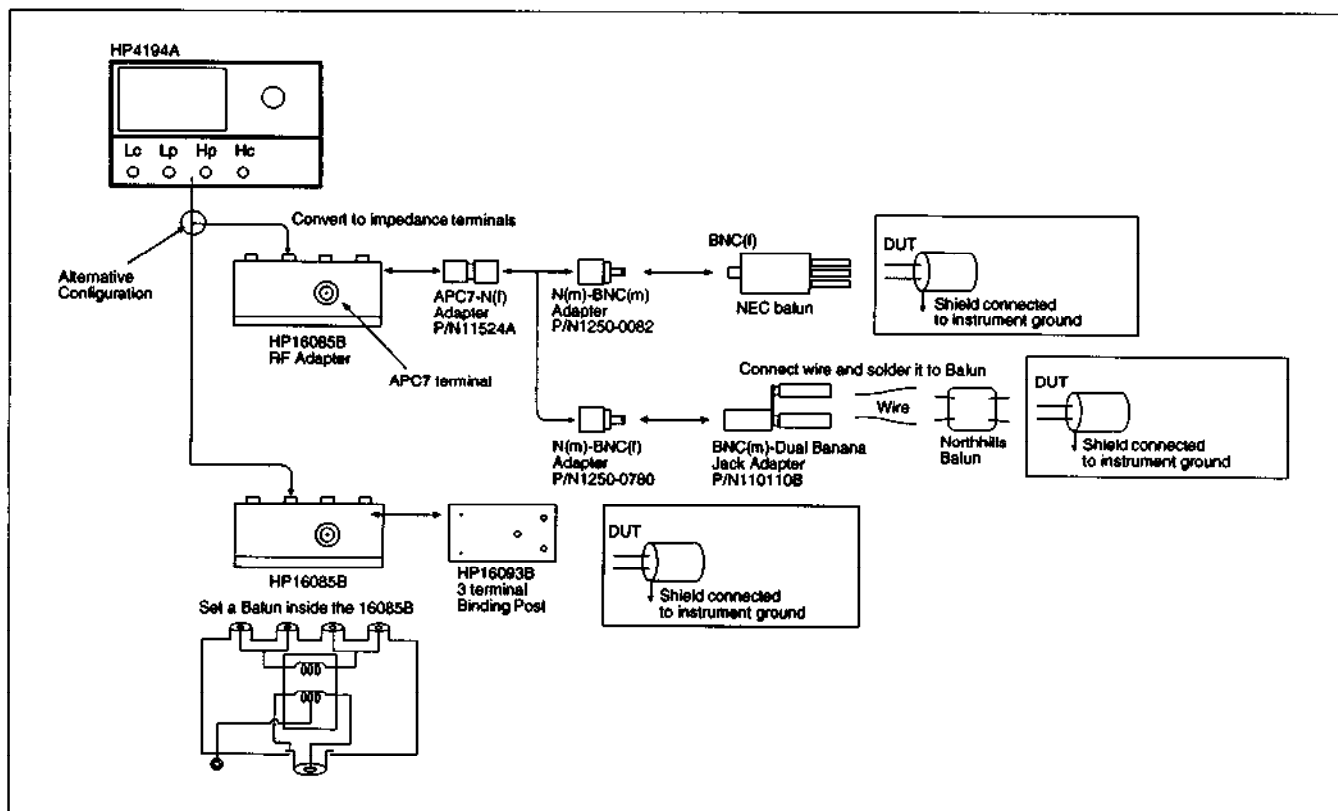 HP4194A
Lc Lp Hp Hc
Convert to impedance terminals
Alternative
Configuration
HP16085B
RF Adapter
APC7 terminal
APC7-N(f)
Adapter
P/N11524A
N(m)-BNC(m)
Adapter
P/N1250-0082
BNC(f)
NEC balun
DUT
Shield connected
to instrument ground
Connect wire and solder it to Balun
N(m)-BNC(f)
Adapter
P/N1250-0780
BNC(m)-Dual Banana
Jack Adapter
P/N110110B
Wire
Northhills
Balun
DUT
Shield connected
to instrument ground
HP16085B
HP16093B
3 terminal
Binding Post
DUT
Shield connected
to instrument ground
Set a Balun inside the 16085B